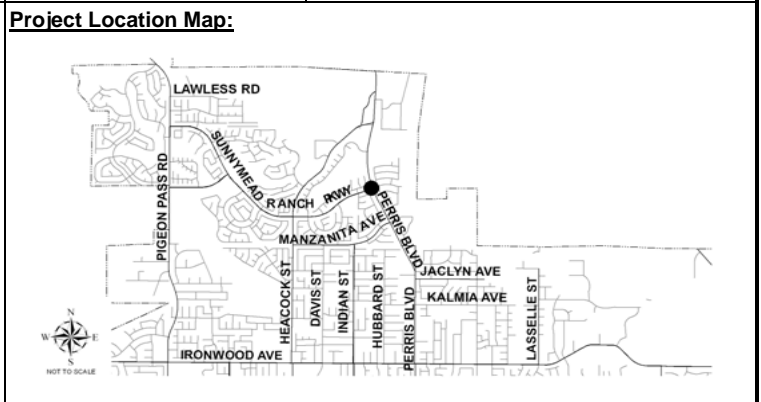 Project Location Map:
LAWLESS RD
SUNNYMEAD
RANCH PKWY
PIGEON PASS RD
PERRIS BLVD
MANZANITA AVE
HEACOCK ST
DAVIS ST
INDIAN ST
HUBBARD ST
PERRIS BLVD
JACLYN AVE
KALMIA AVE
LASSELLE ST
IRONWOOD AVE
N
W E
S
NOT TO SCALE